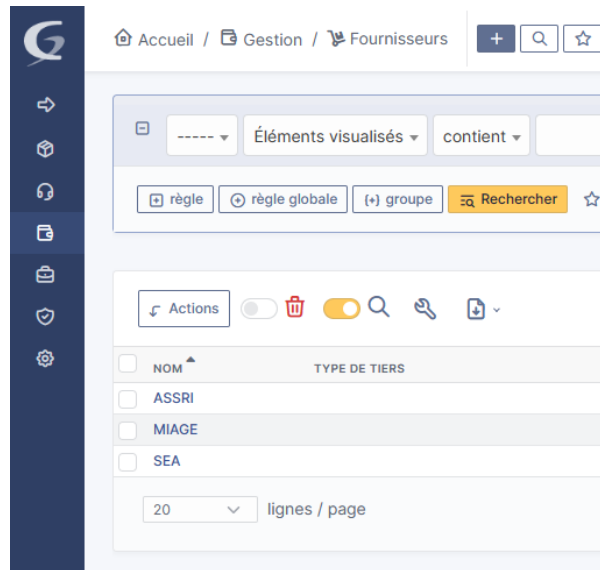 Accueil / Gestion / Fournisseurs
----- Éléments visualisés contient
règle règle globale groupe Rechercher
Actions
NOM TYPE DE TIERS
ASSRI
MIAGE
SEA
20 lignes / page